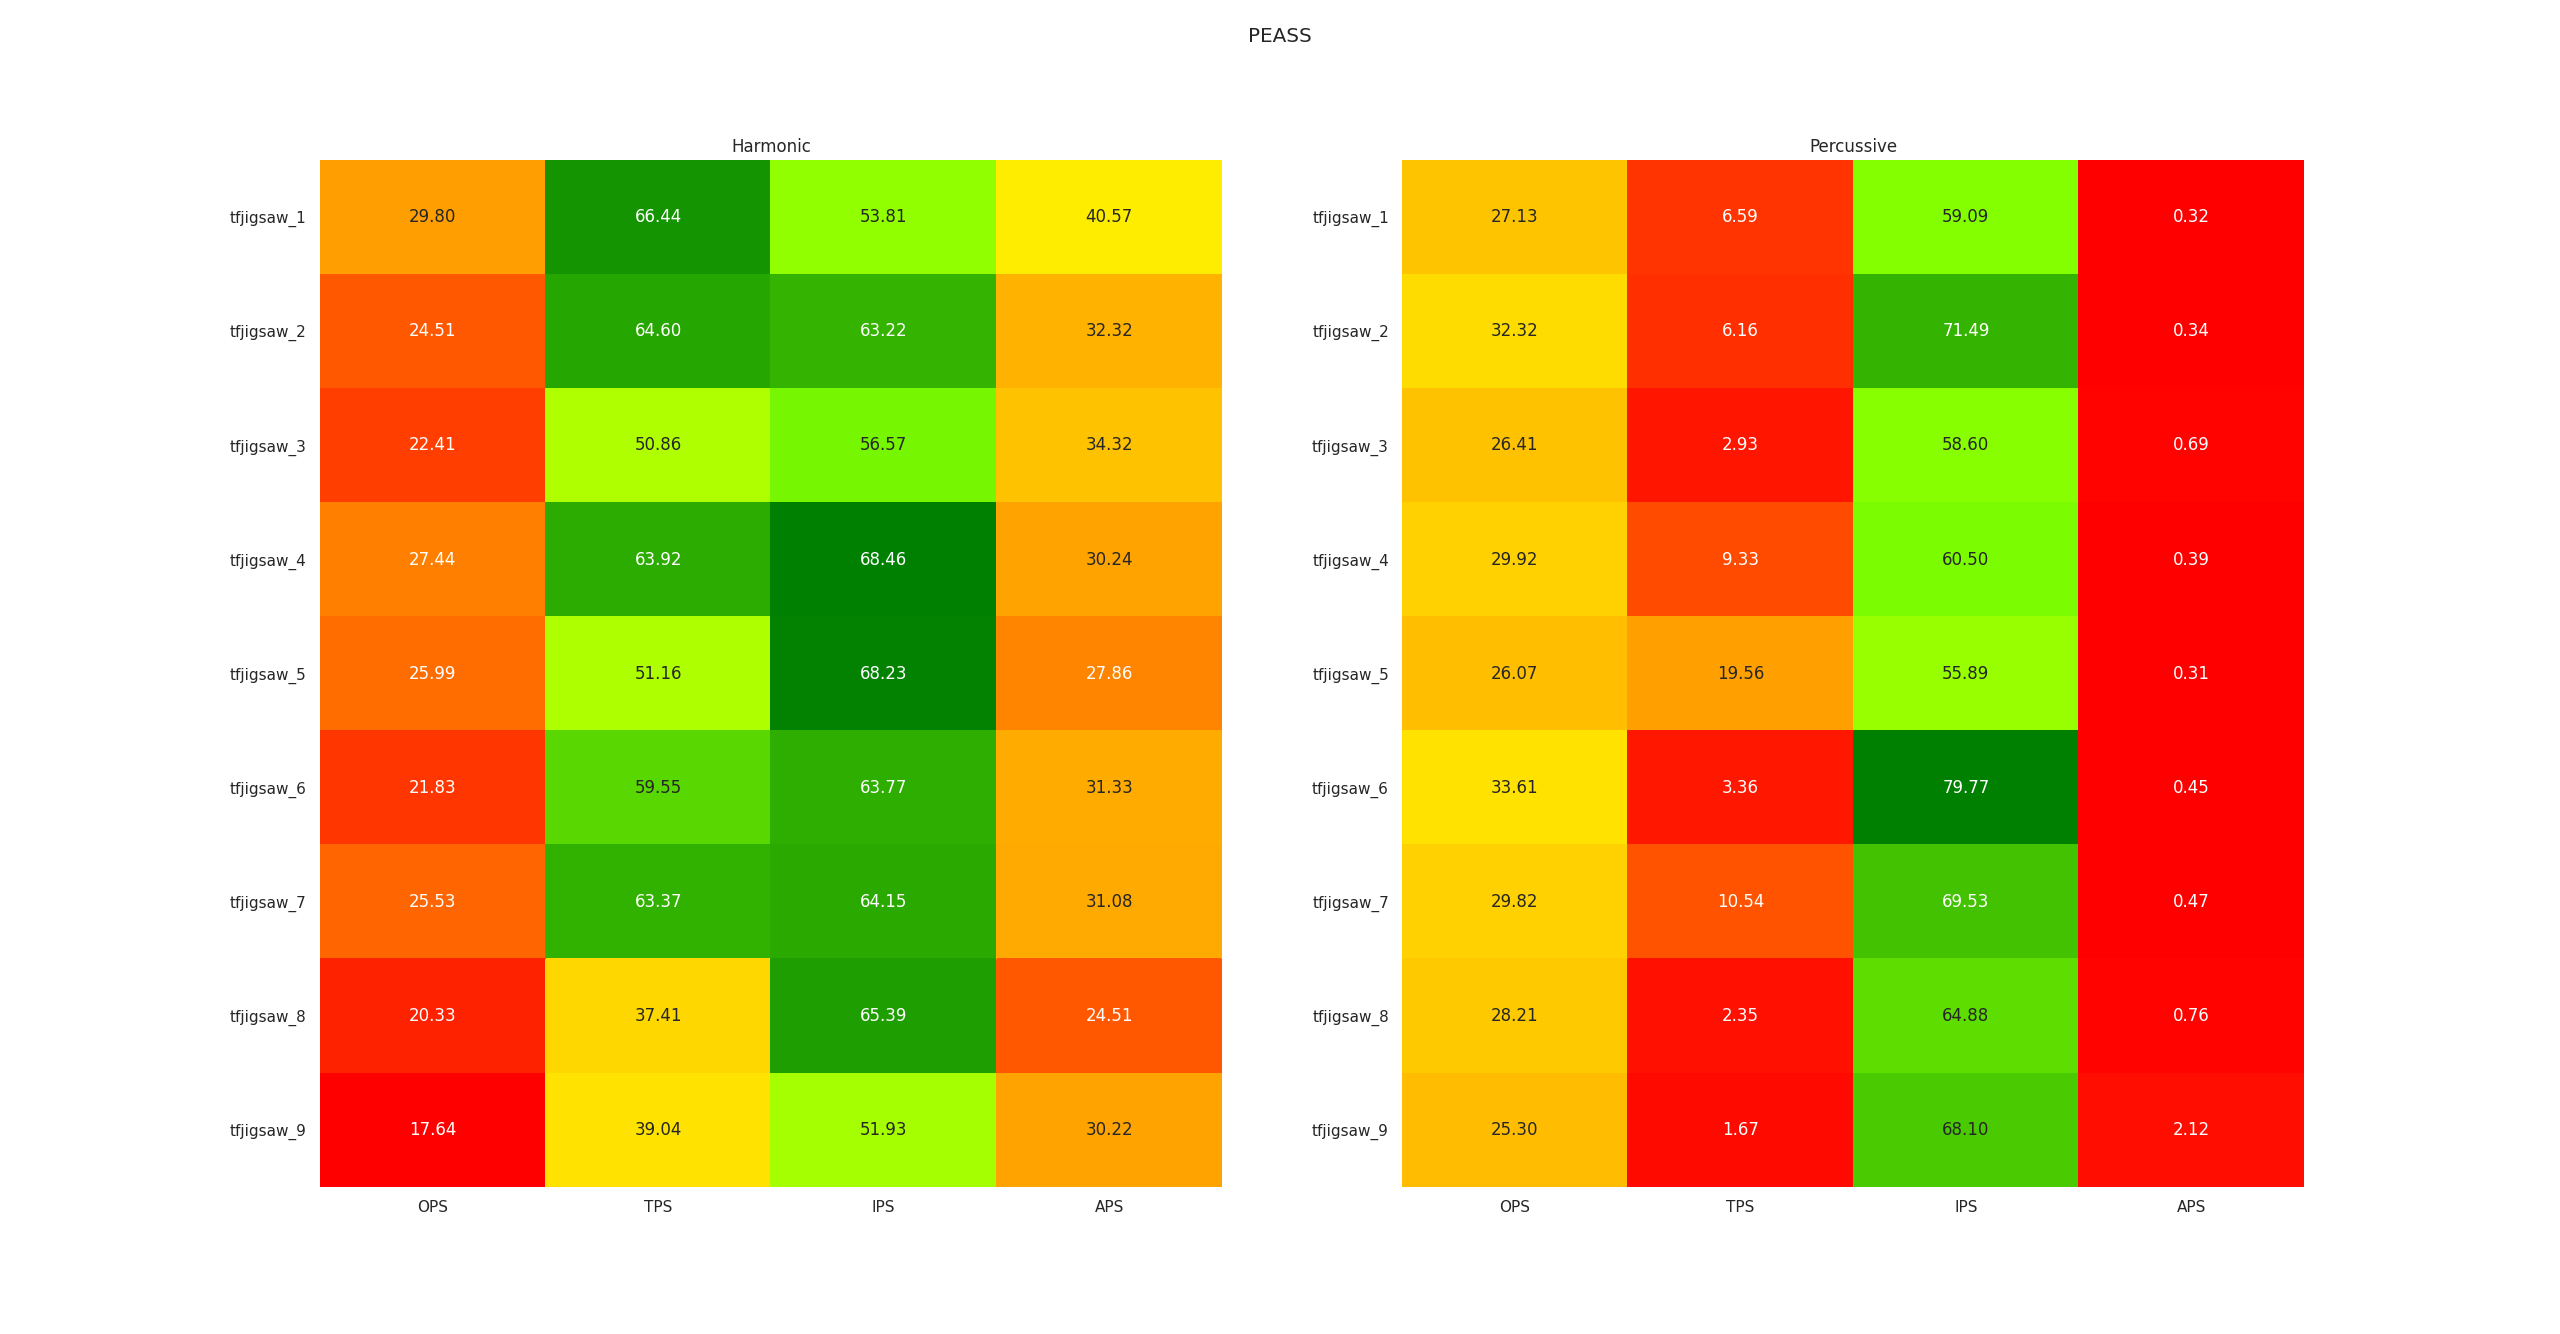 PEASS
Harmonic
tfjigsaw_1 29.80 66.44 53.81 40.57
tfjigsaw_2 24.51 64.60 63.22 32.32
tfjigsaw_3 22.41 50.86 56.57 34.32
tfjigsaw_4 27.44 63.92 68.46 30.24
tfjigsaw_5 25.99 51.16 68.23 27.86
tfjigsaw_6 21.83 59.55 63.77 31.33
tfjigsaw_7 25.53 63.37 64.15 31.08
tfjigsaw_8 20.33 37.41 65.39 24.51
tfjigsaw_9 17.64 39.04 51.93 30.22
OPS TPS IPS APS
Percussive
tfjigsaw_1 27.13 6.59 59.09 0.32
tfjigsaw_2 32.32 6.16 71.49 0.34
tfjigsaw_3 26.41 2.93 58.60 0.69
tfjigsaw_4 29.92 9.33 60.50 0.39
tfjigsaw_5 26.07 19.56 55.89 0.31
tfjigsaw_6 33.61 3.36 79.77 0.45
tfjigsaw_7 29.82 10.54 69.53 0.47
tfjigsaw_8 28.21 2.35 64.88 0.76
tfjigsaw_9 25.30 1.67 68.10 2.12
OPS TPS IPS APS